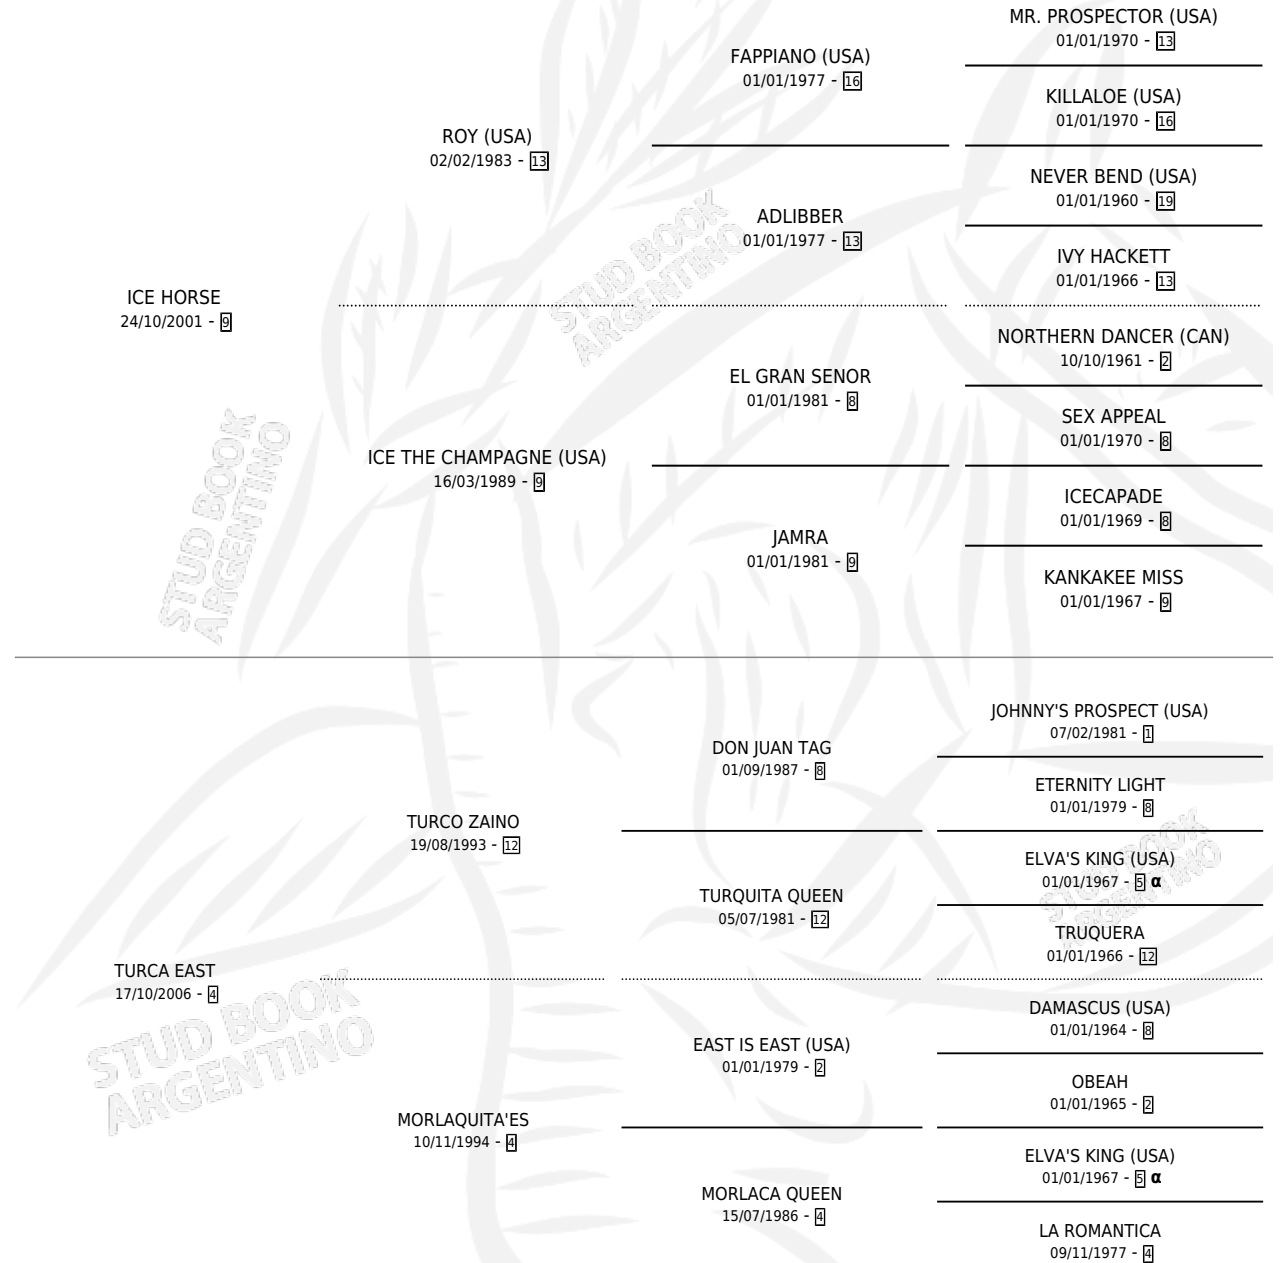 MR. PROSPECTOR (USA)
01/01/1970 - 13
FAPPIANO (USA)
01/01/1977 - 16
KILLALOE (USA)
01/01/1970 - 16
ROY (USA)
02/02/1983 - 13
NEVER BEND (USA)
01/01/1960 - 19
ADLIBBER
01/01/1977 - 13
IVY HACKETT
01/01/1966 - 13
ICE HORSE
24/10/2001 - 9
NORTHERN DANCER (CAN)
10/10/1961 - 2
EL GRAN SENOR
01/01/1981 - 8
SEX APPEAL
01/01/1970 - 8
ICE THE CHAMPAGNE (USA)
16/03/1989 - 9
ICECAPADE
01/01/1969 - 8
JAMRA
01/01/1981 - 9
KANKAKEE MISS
01/01/1967 - 9
JOHNNY'S PROSPECT (USA)
07/02/1981 - 1
DON JUAN TAG
01/09/1987 - 8
ETERNITY LIGHT
01/01/1979 - 8
TURCO ZAINO
19/08/1993 - 12
ELVA'S KING (USA)
01/01/1967 - 5 α
TURQUITA QUEEN
05/07/1981 - 12
TRUQUERA
01/01/1966 - 12
TURCA EAST
17/10/2006 - 4
DAMASCUS (USA)
01/01/1964 - 8
EAST IS EAST (USA)
01/01/1979 - 2
OBEAH
01/01/1965 - 2
MORLAQUITA'ES
10/11/1994 - 4
ELVA'S KING (USA)
01/01/1967 - 5 α
MORLACA QUEEN
15/07/1986 - 4
LA ROMANTICA
09/11/1977 - 4
STUD BOOK
ARGENTINO
STUD BOOK
ARGENTINO
STUD BOOK
ARGENTINO
STUD BOOK
ARGENTINO